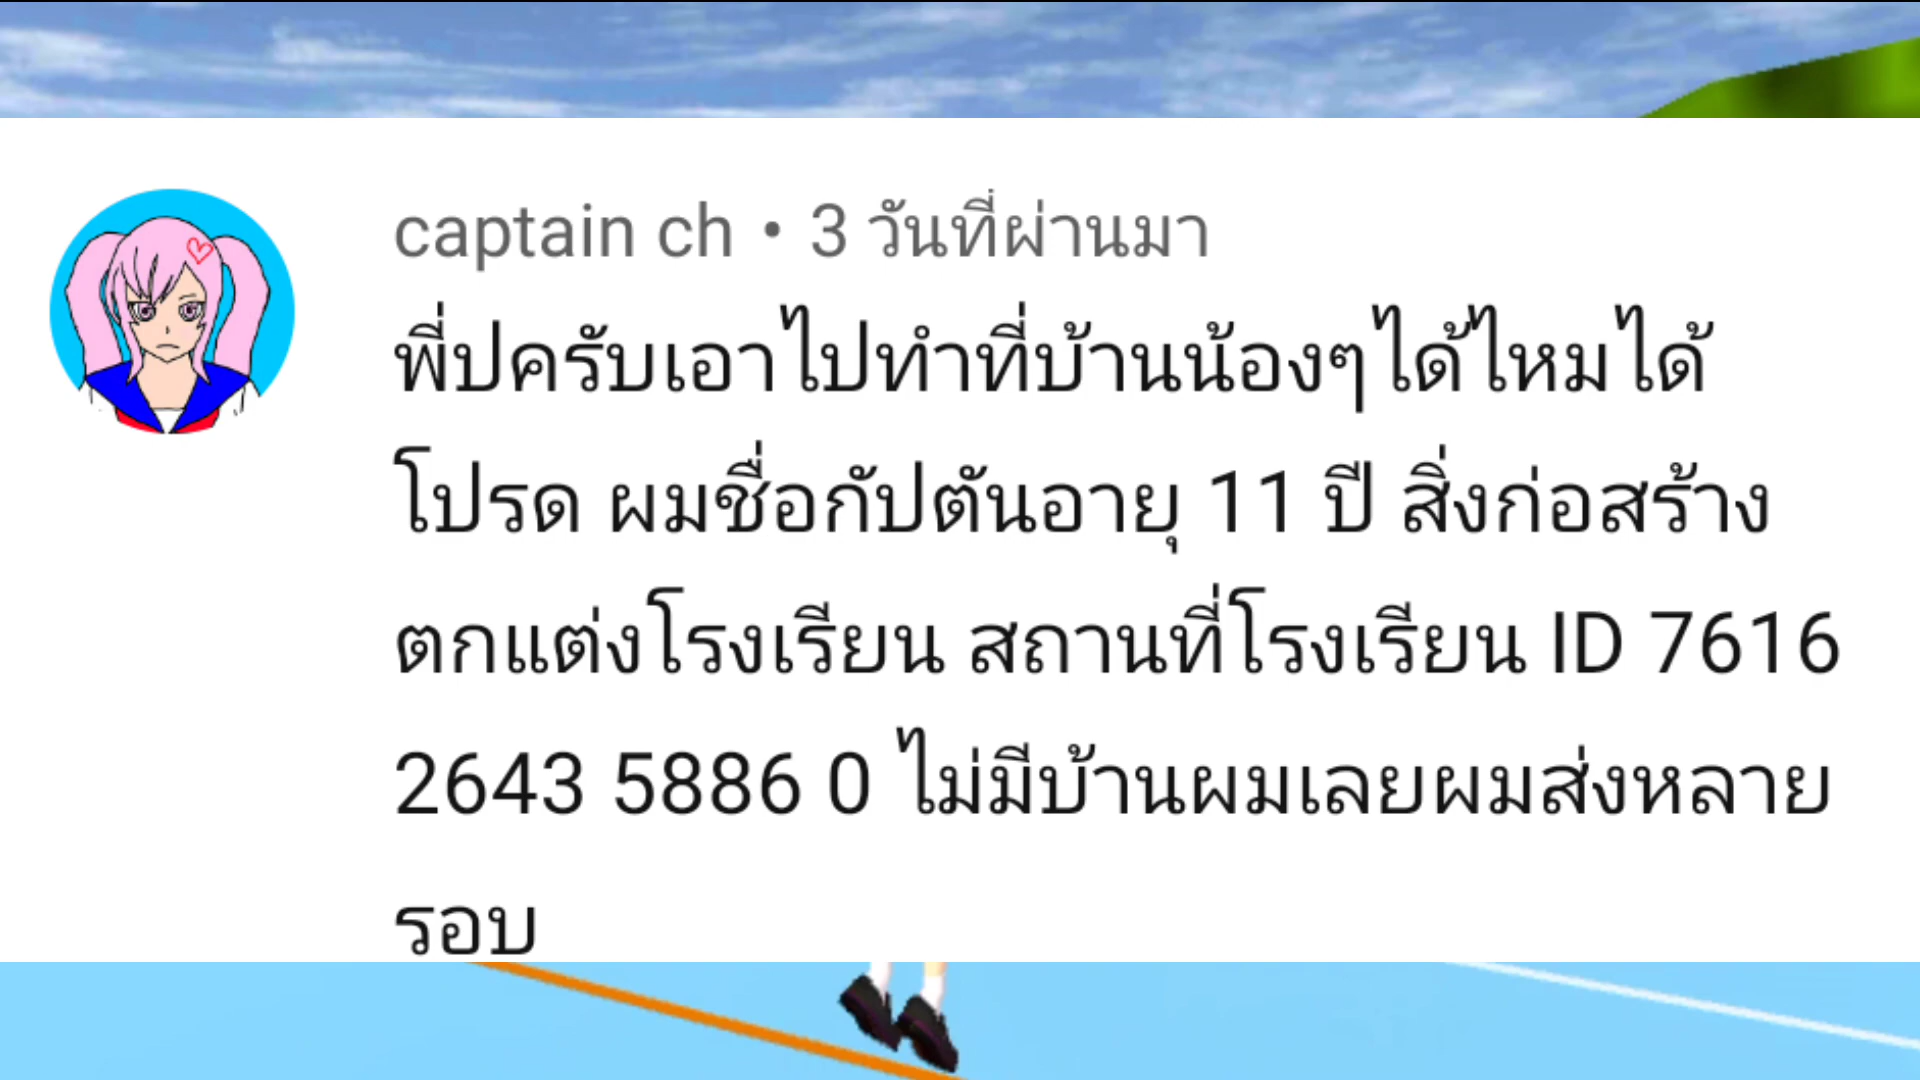 captain ch • 3 วันที่ผ่านมา
พี่ปครับเอาไปทำที่บ้านน้องๆได้ไหมได้
โปรด ผมชื่อกัปตันอายุ 11 ปี สิ่งก่อสร้าง
ตกแต่งโรงเรียน สถานที่โรงเรียน ID 7616
2643 5886 0 ไม่มีบ้านผมเลยผมส่งหลาย
รอบ